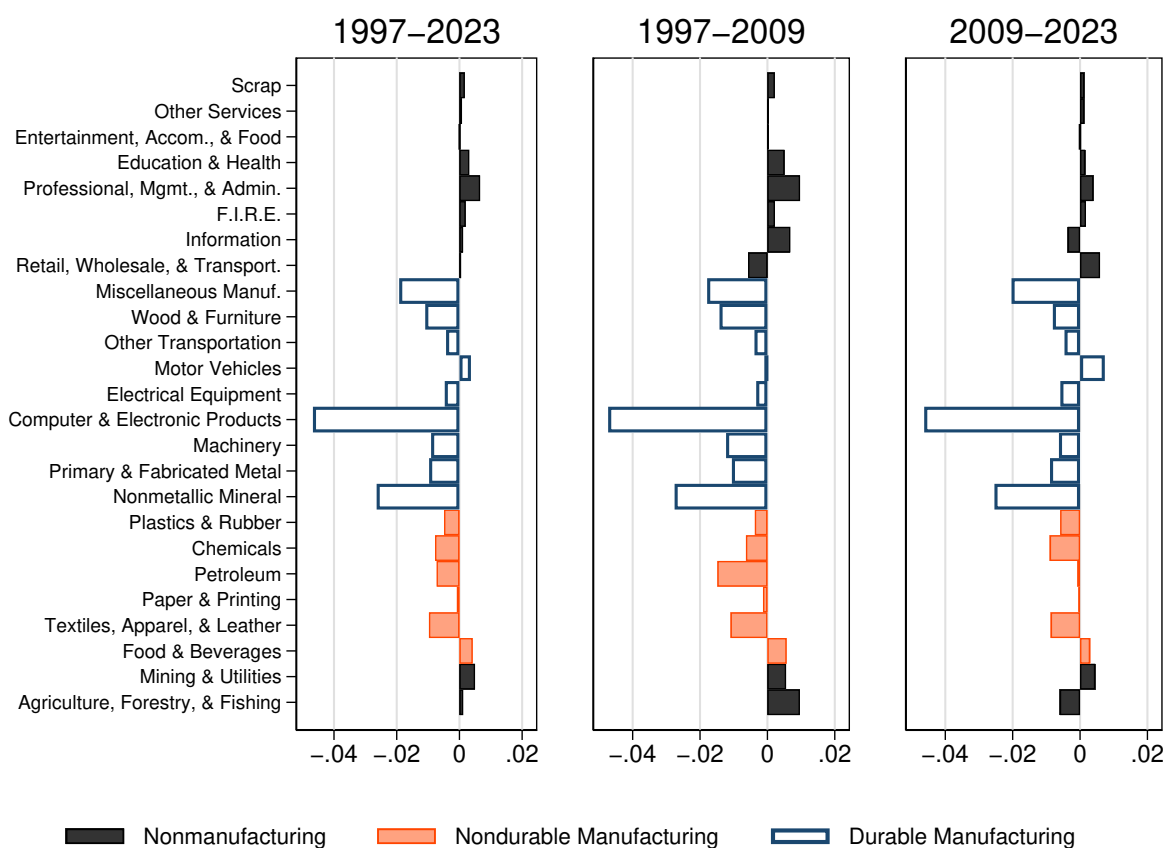 1997−2023 1997−2009 2009−2023
Scrap
Other Services
Entertainment, Accom., & Food
Education & Health
Professional, Mgmt., & Admin.
F.I.R.E.
Information
Retail, Wholesale, & Transport.
Miscellaneous Manuf.
Wood & Furniture
Other Transportation
Motor Vehicles
Electrical Equipment
Computer & Electronic Products
Machinery
Primary & Fabricated Metal
Nonmetallic Mineral
Plastics & Rubber
Chemicals
Petroleum
Paper & Printing
Textiles, Apparel, & Leather
Food & Beverages
Mining & Utilities
Agriculture, Forestry, & Fishing
−.04 −.02 0 .02 −.04 −.02 0 .02 −.04 −.02 0 .02
Nonmanufacturing Nondurable Manufacturing Durable Manufacturing